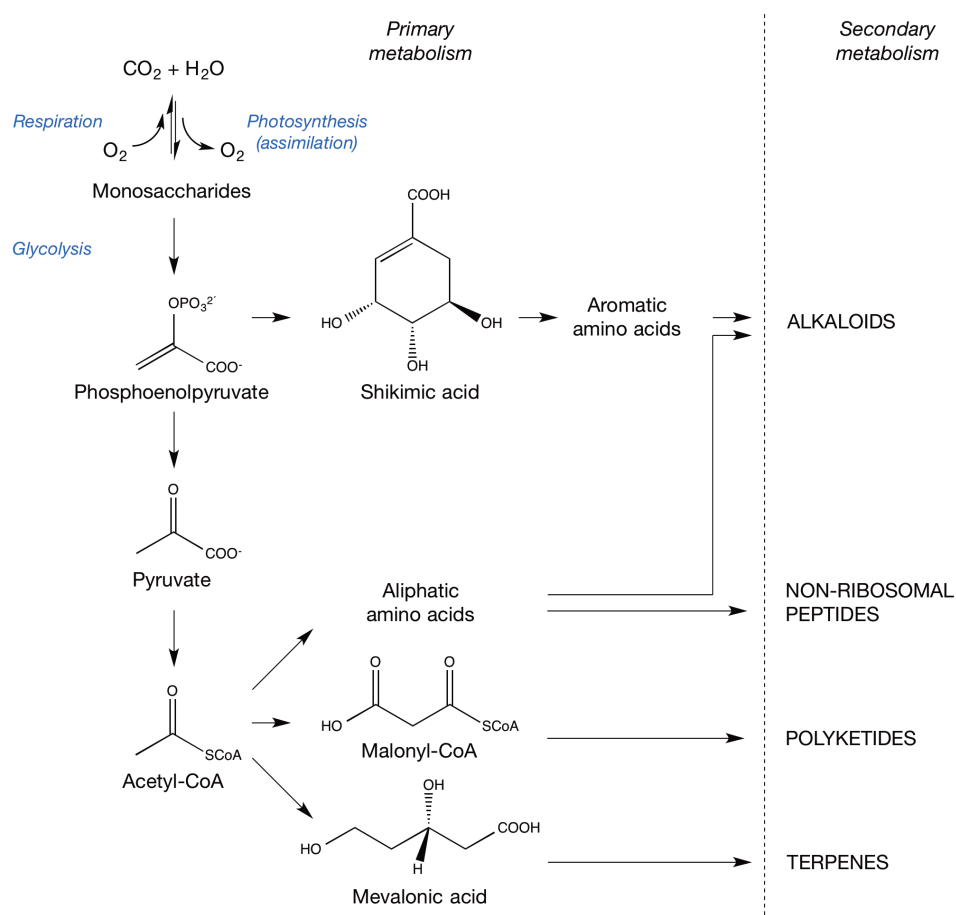 Primary
metabolism
Secondary
metabolism
CO₂ + H₂O
Respiration
Photosynthesis
(assimilation)
O₂
O₂
Monosaccharides
Glycolysis
COOH
HO
OH
OH
Shikimic acid
OPO₃²´
COO-
Phosphoenolpyruvate
Aromatic
amino acids
ALKALOIDS
O
COO-
Pyruvate
Aliphatic
amino acids
NON-RIBOSOMAL
PEPTIDES
O
SCoA
Acetyl-CoA
O
O
HO
SCoA
Malonyl-CoA
POLYKETIDES
OH
HO
COOH
H
Mevalonic acid
TERPENES